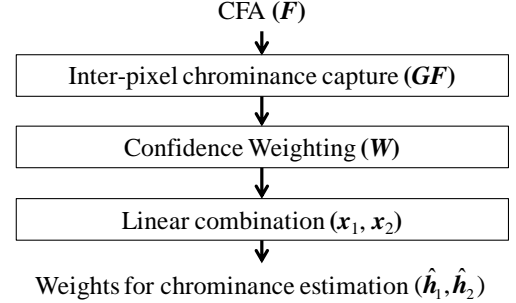 CFA (F)
Inter-pixel chrominance capture (GF)
Confidence Weighting (W)
Linear combination (x₁, x₂)
Weights for chrominance estimation (ĥ₁,ĥ₂)